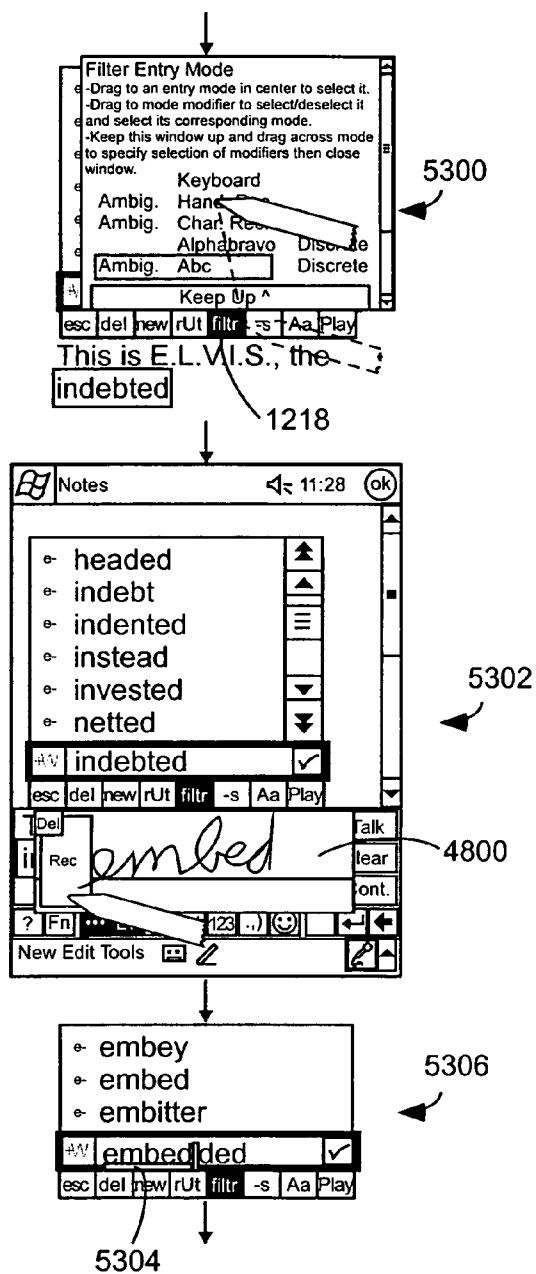 Filter Entry Mode
-Drag to an entry mode in center to select it.
-Drag to mode modifier to select/deselect it
and select its corresponding mode.
-Keep this window up and drag across mode
to specify selection of modifiers then close
window.
Keyboard
Ambig.
Ambig. Char
Alphabravo
Ambig. Abc Discrete
Keep Up ^
esc del new rUt filtr -s Aa Play
This is E.L.V.I.S., the
indebted
5300
1218
Notes 11:28 ok
e- headed
e- indebt
e- indented
e- instead
e- invested
e- netted
indebted
esc del new rUt filtr -s Aa Play
5302
Del
Rec embed
4800
? Fn 123 .,)
New Edit Tools
e- embey
e- embed
e- embitter
embedded
esc del new rUt filtr -s Aa Play
5306
5304